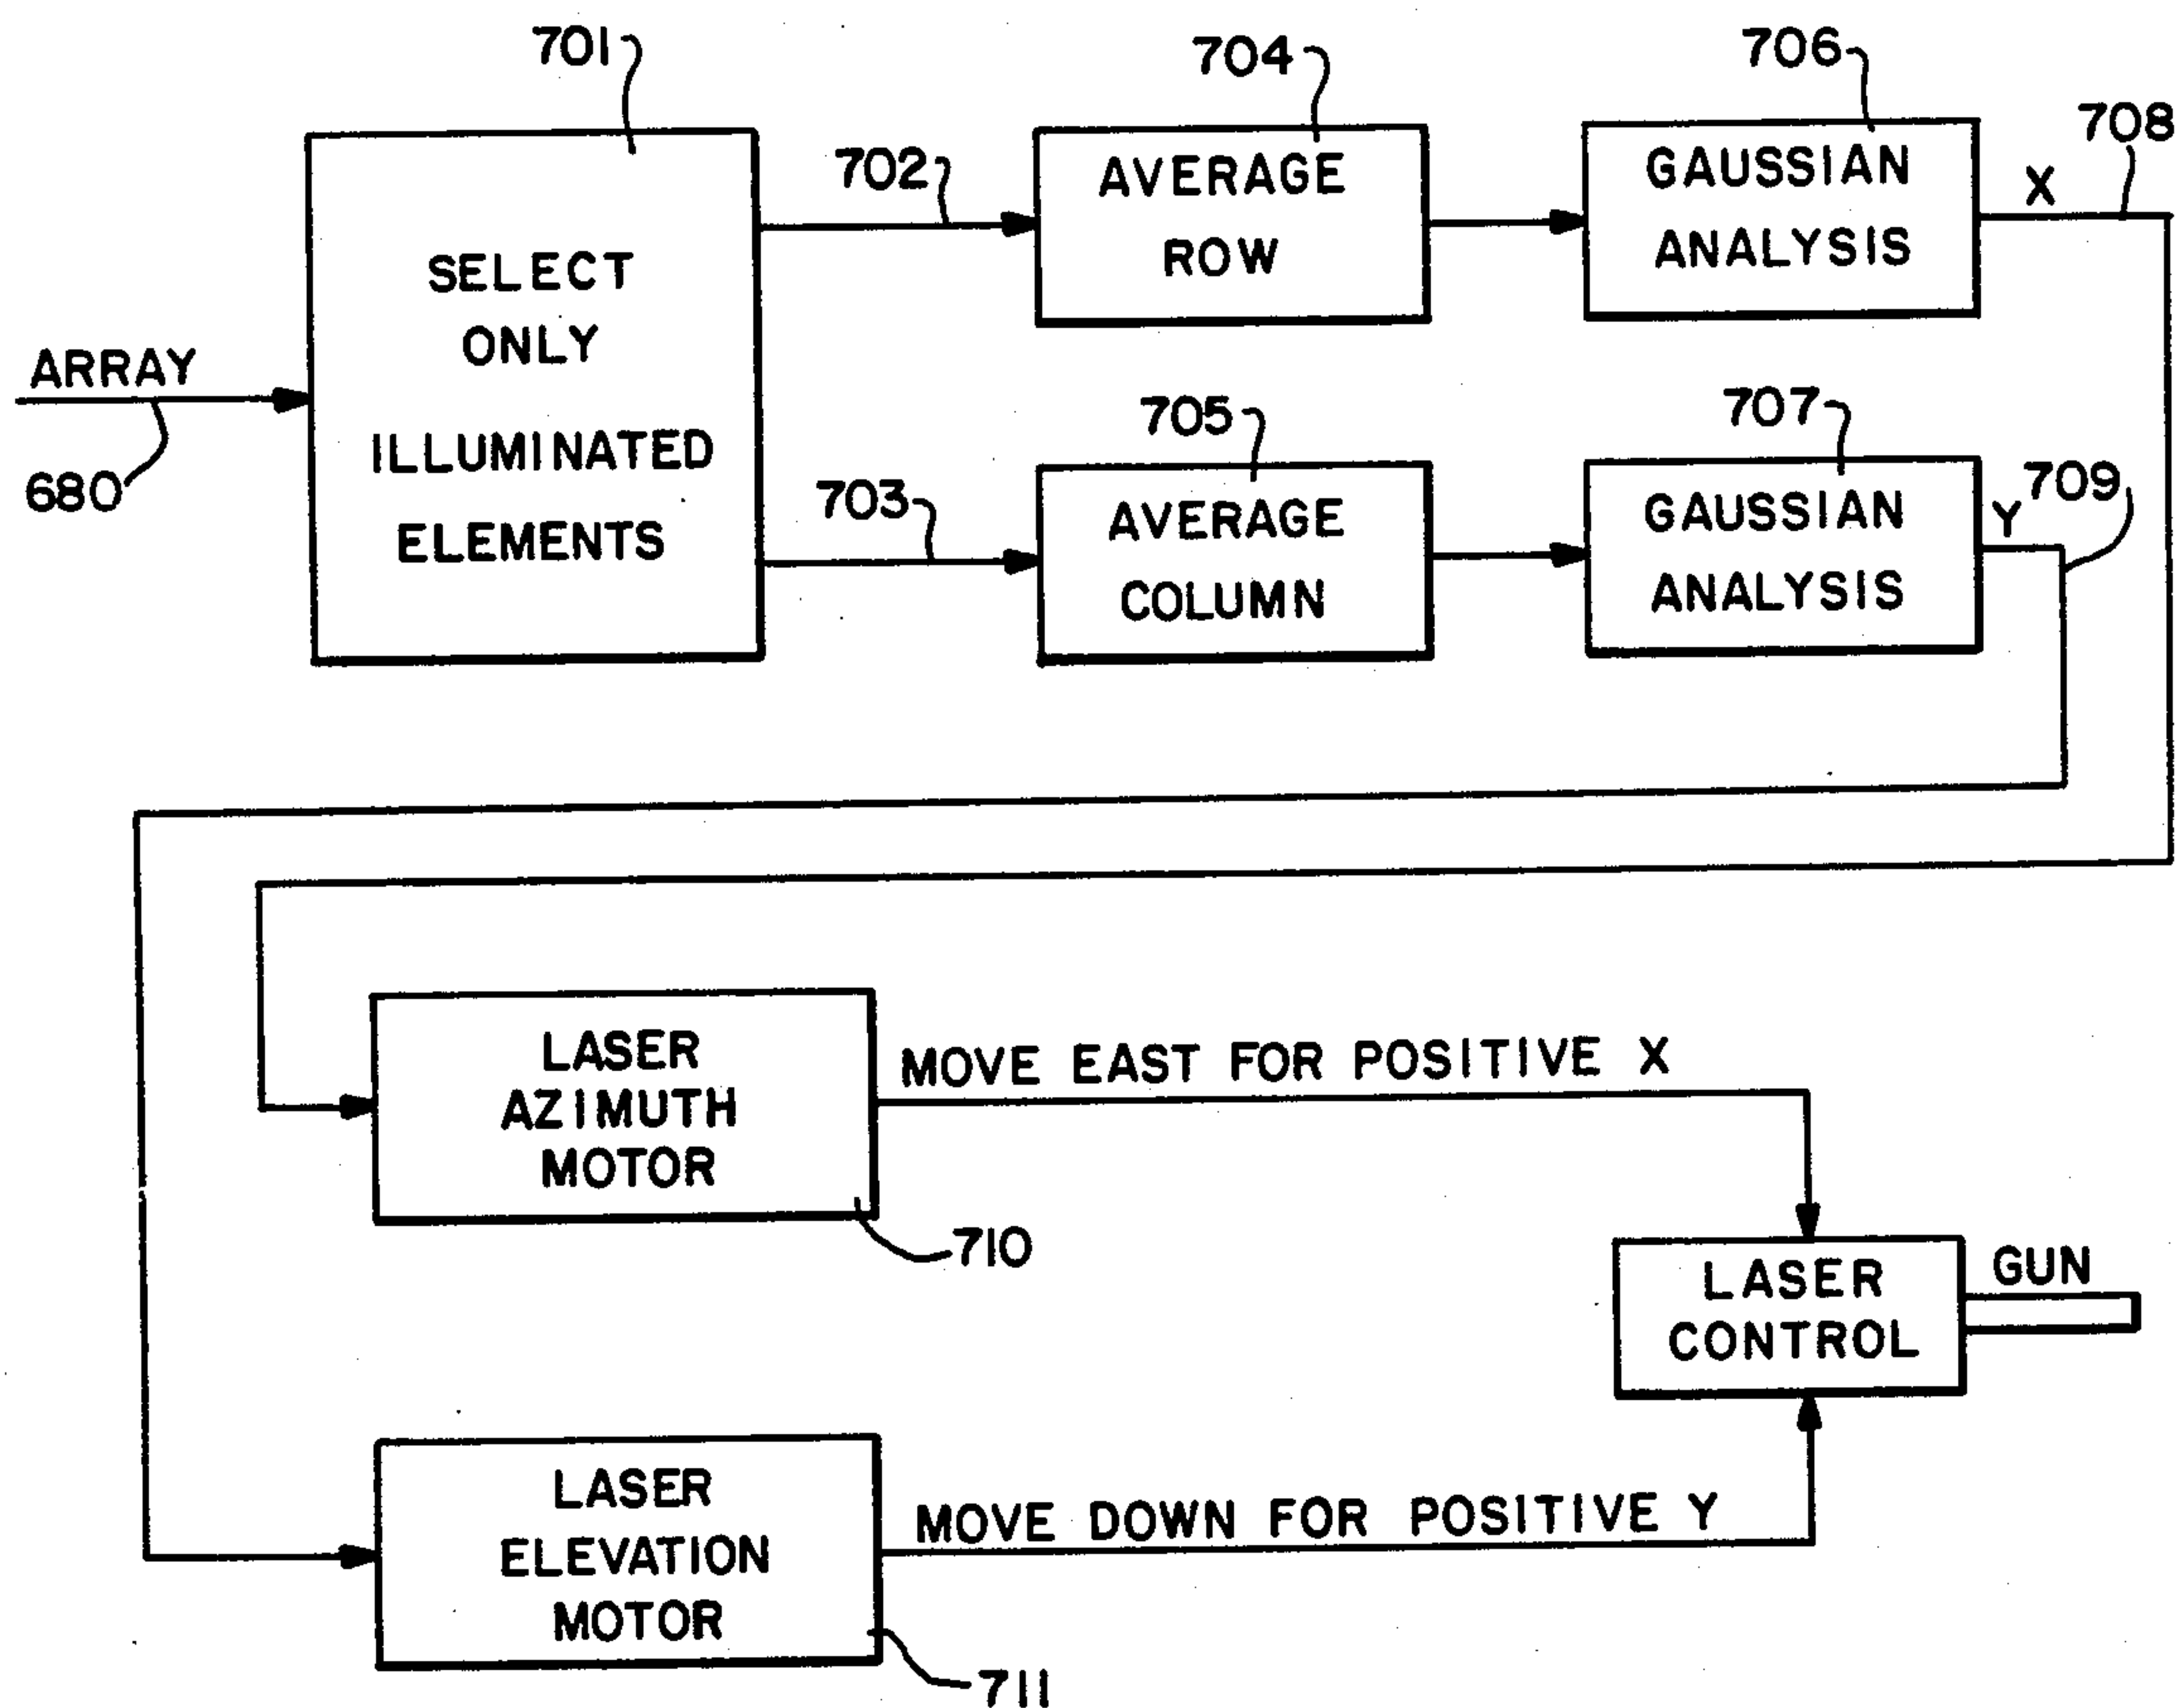 701
704
706
708
702
AVERAGE
ROW
GAUSSIAN
ANALYSIS
X
SELECT
ONLY
ILLUMINATED
ELEMENTS
ARRAY
680
705
707
703
AVERAGE
COLUMN
GAUSSIAN
ANALYSIS
Y
709
LASER
AZIMUTH
MOTOR
MOVE EAST FOR POSITIVE X
710
LASER
CONTROL
GUN
LASER
ELEVATION
MOTOR
MOVE DOWN FOR POSITIVE Y
711